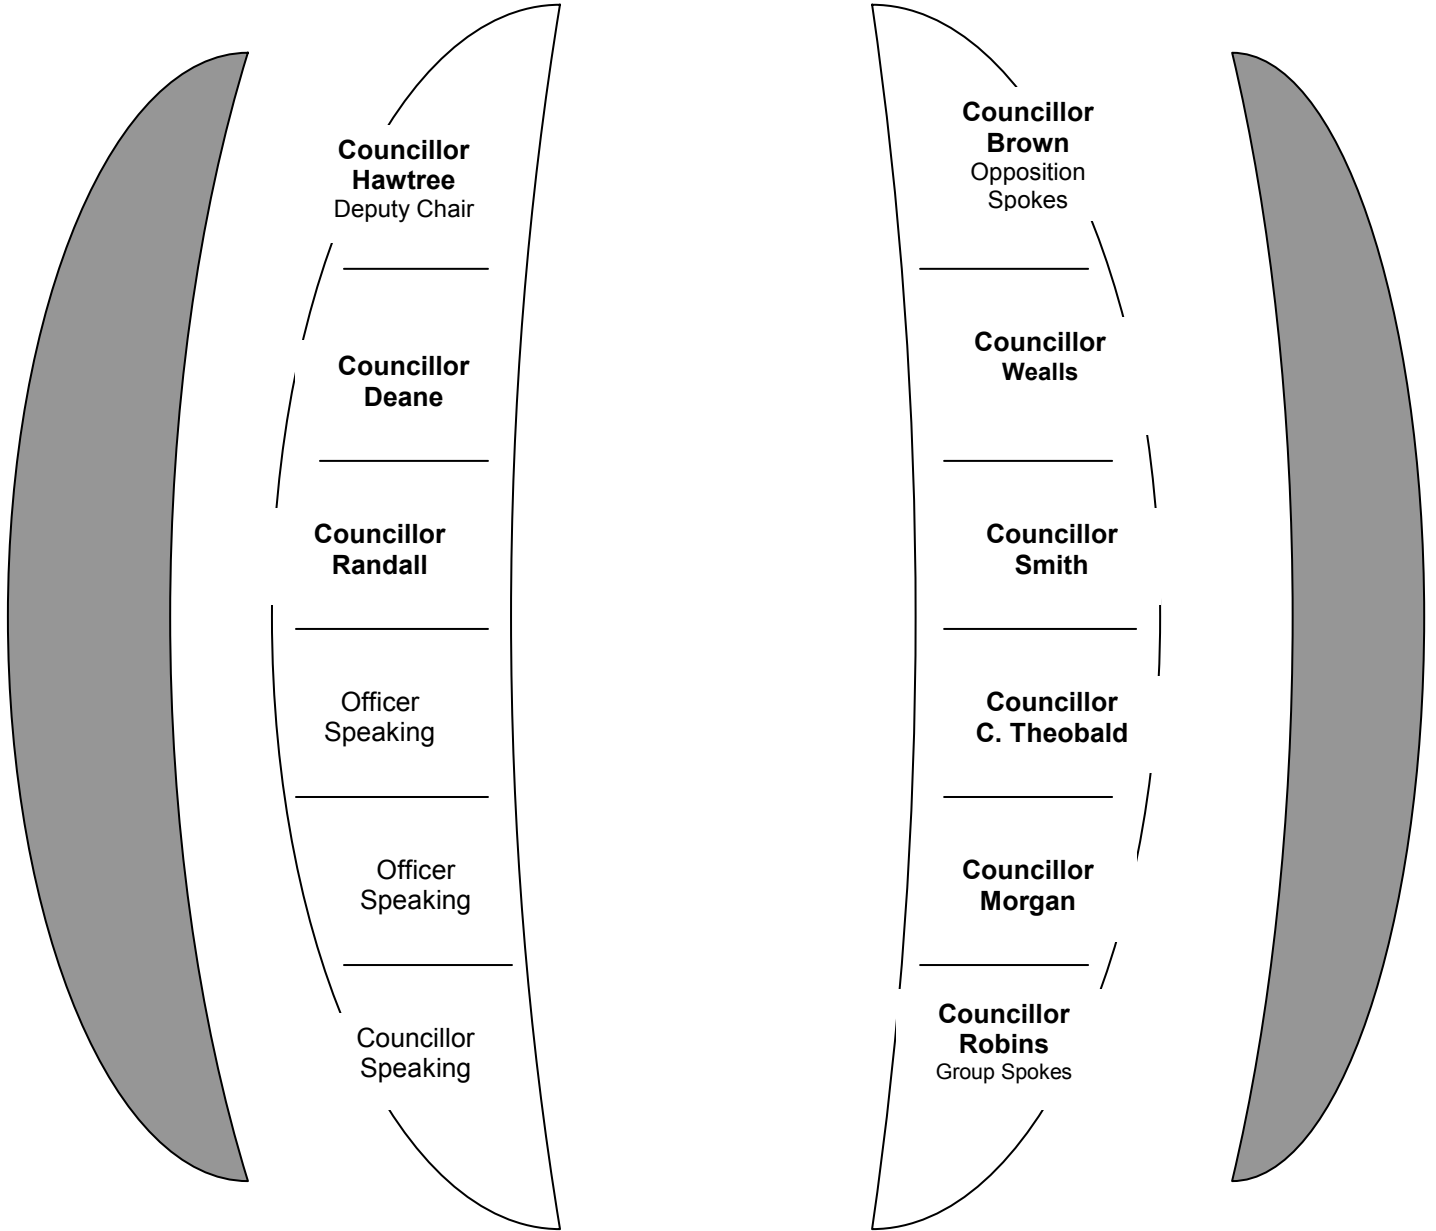 Councillor
Hawtree
Deputy Chair
Councillor
Deane
Councillor
Randall
Officer
Speaking
Officer
Speaking
Councillor
Speaking
Councillor
Brown
Opposition
Spokes
Councillor
Wealls
Councillor
Smith
Councillor
C. Theobald
Councillor
Morgan
Councillor
Robins
Group Spokes